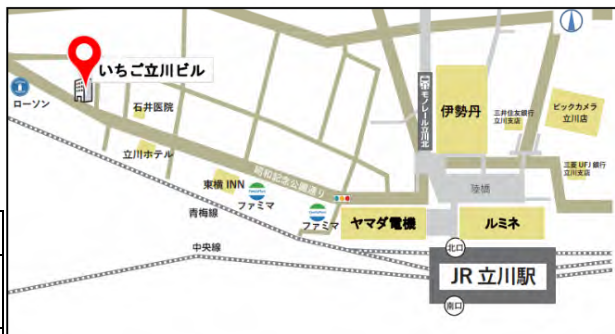 いちご立川ビル
ローソン
石井医院
立川ホテル
東横 INN
ファミマ
昭和記念公園通り
ファミマ
青梅線
中央線
モノレール立川北
伊勢丹
三井住友銀行
立川支店
ビックカメラ
立川店
三菱 UFJ 銀行
立川支店
陸橋
ヤマダ電機
ルミネ
北口
JR 立川駅
南口